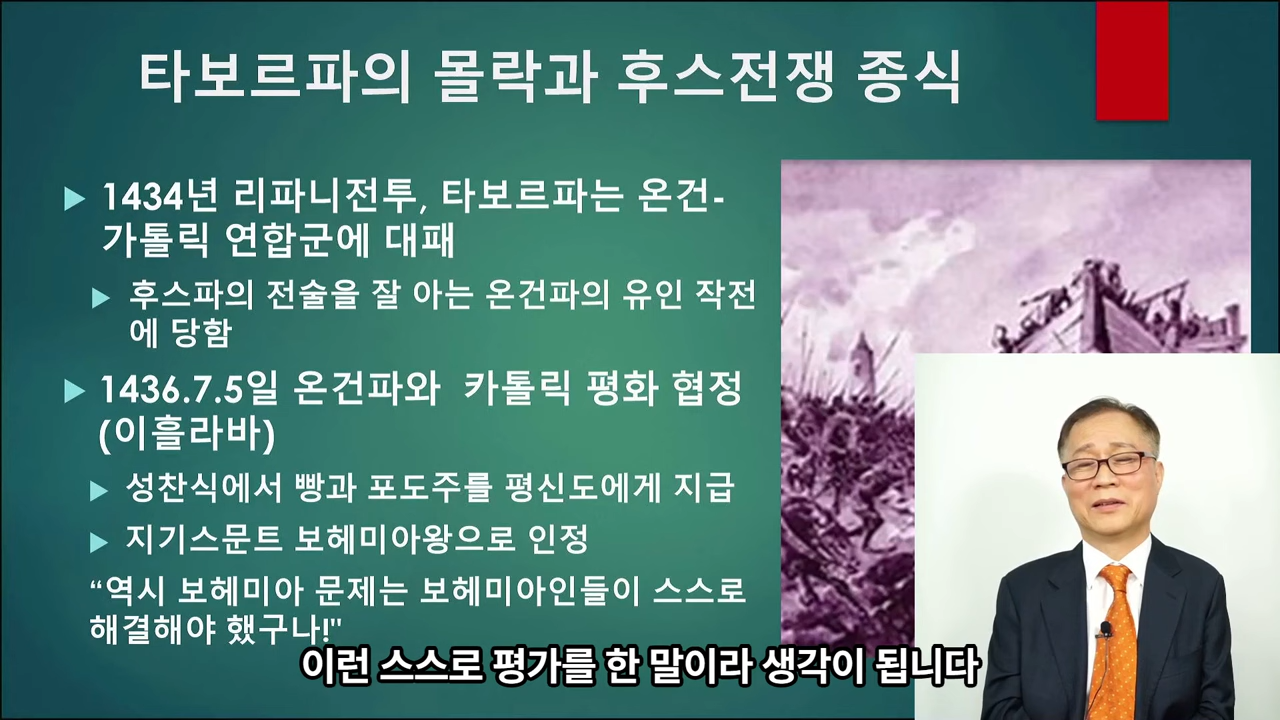 타보르파의 몰락과 후스전쟁 종식
1434년 리파니전투, 타보르파는 온건-
가톨릭 연합군에 대패
후스파의 전술을 잘 아는 온건파의 유인 작전
에 당함
1436.7.5일 온건파와 카톨릭 평화 협정
(이흘라바)
성찬식에서 빵과 포도주를 평신도에게 지급
지기스문트 보헤미아왕으로 인정
“역시 보헤미아 문제는 보헤미아인들이 스스로
해결해야 했구나!"
이런 스스로 평가를 한 말이라 생각이 됩니다